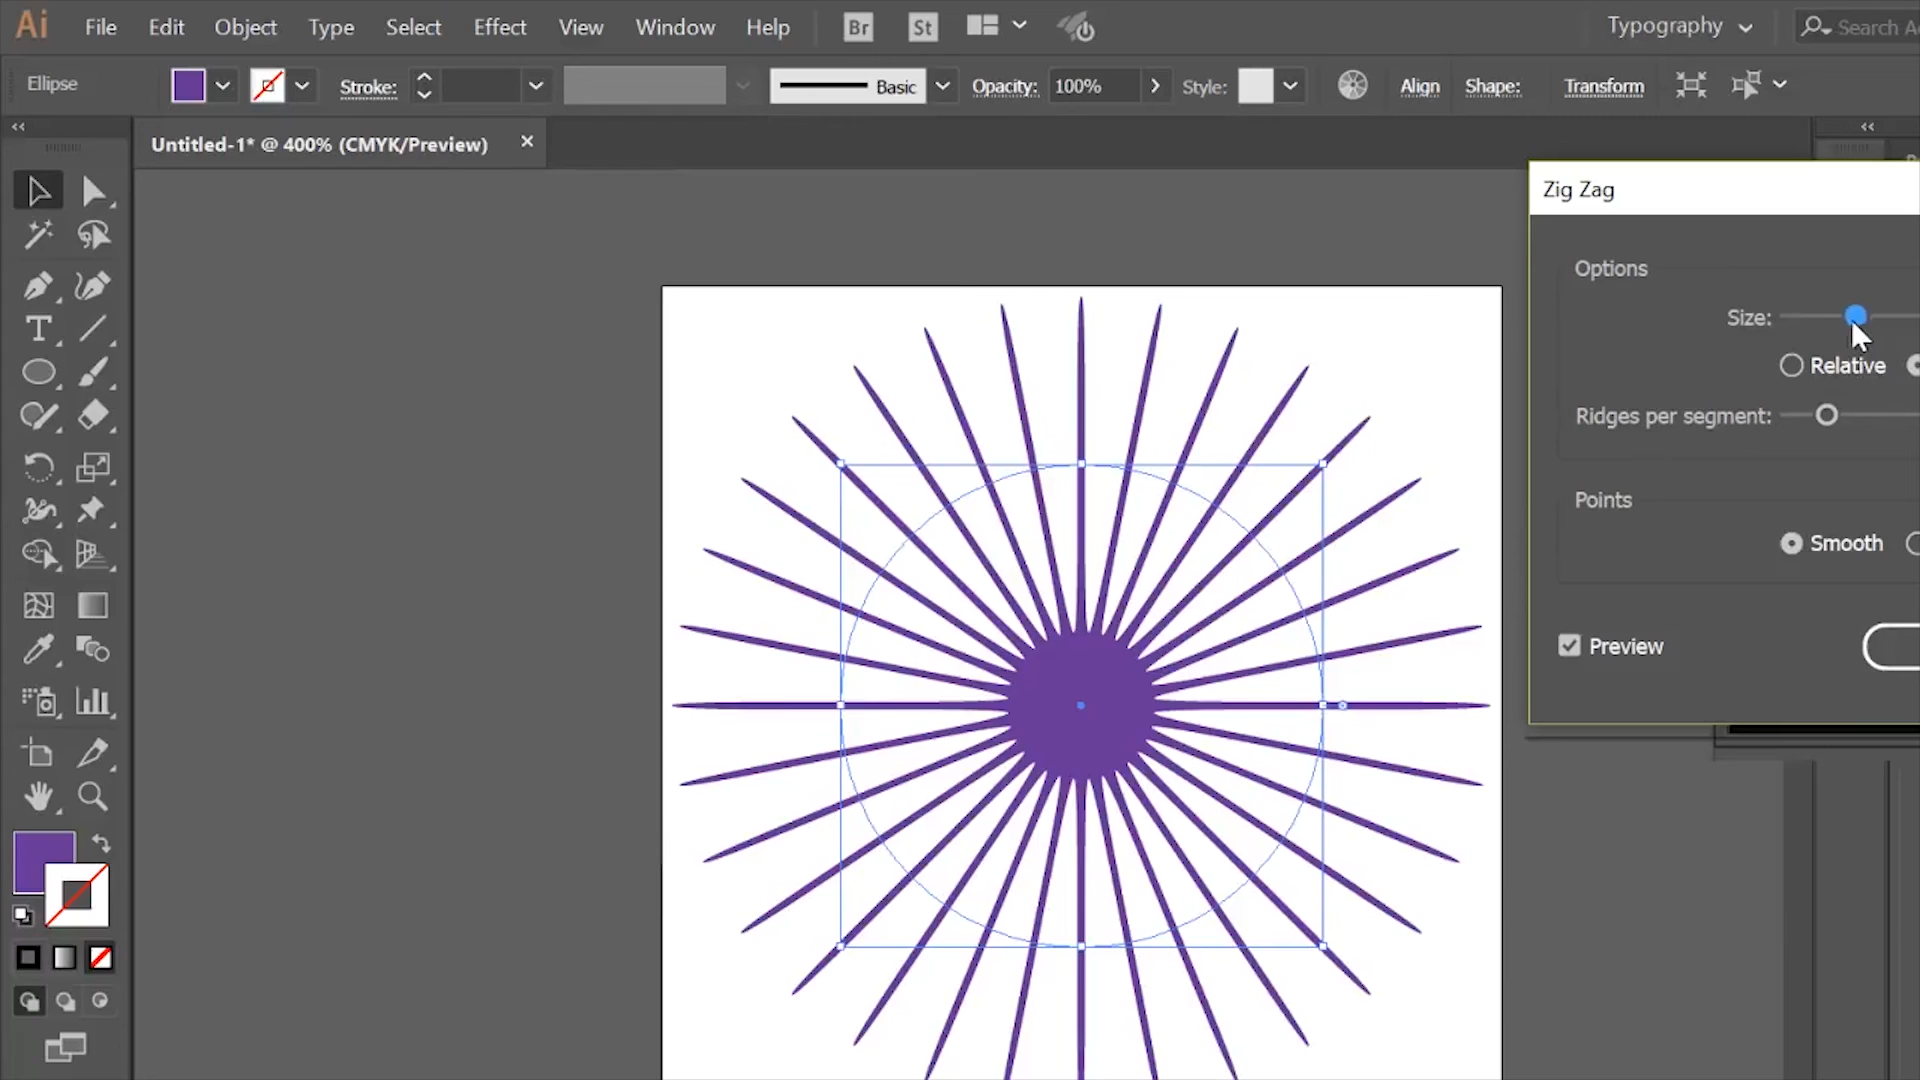 Ai File Edit Object Type Select Effect View Window Help Br St Typography Search Ad
Ellipse Stroke: Basic Opacity: 100% Style: Align Shape: Transform
Untitled-1* @ 400% (CMYK/Preview)
Zig Zag
Options
Size:
Relative
Ridges per segment:
Points
Smooth
Preview